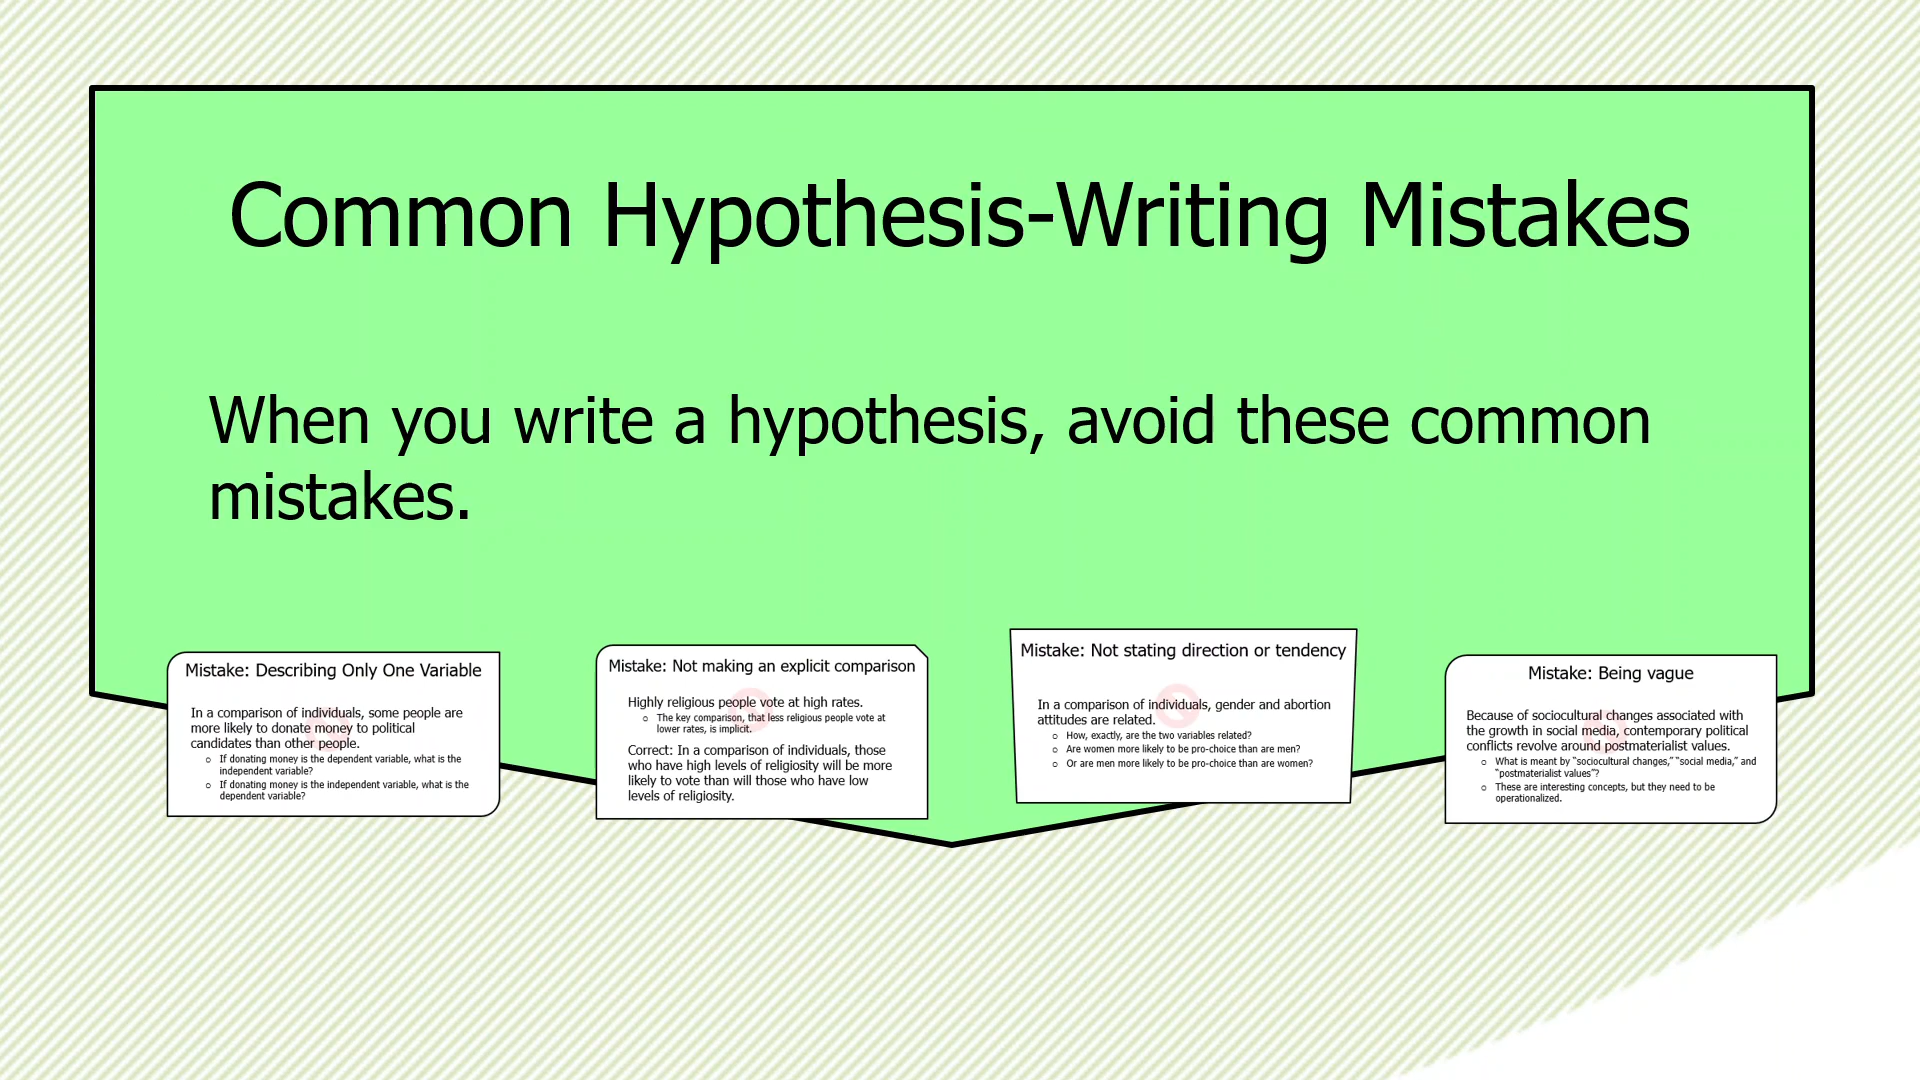 Common Hypothesis-Writing Mistakes
When you write a hypothesis, avoid these common
mistakes.
Mistake: Describing Only One Variable
In a comparison of individuals, some people are
more likely to donate money to political
candidates than other people.
o If donating money is the dependent variable, what is the
independent variable?
o If donating money is the independent variable, what is the
dependent variable?
Mistake: Not making an explicit comparison
Highly religious people vote at high rates.
o The key comparison, that less religious people vote at
lower rates, is implicit.
Correct: In a comparison of individuals, those
who have high levels of religiosity will be more
likely to vote than will those who have low
levels of religiosity.
Mistake: Not stating direction or tendency
In a comparison of individuals, gender and abortion
attitudes are related.
o How, exactly, are the two variables related?
o Are women more likely to be pro-choice than are men?
o Or are men more likely to be pro-choice than are women?
Mistake: Being vague
Because of sociocultural changes associated with
the growth in social media, contemporary political
conflicts revolve around postmaterialist values.
o What is meant by “sociocultural changes,” “social media,” and
“postmaterialist values”?
o These are interesting concepts, but they need to be
operationalized.